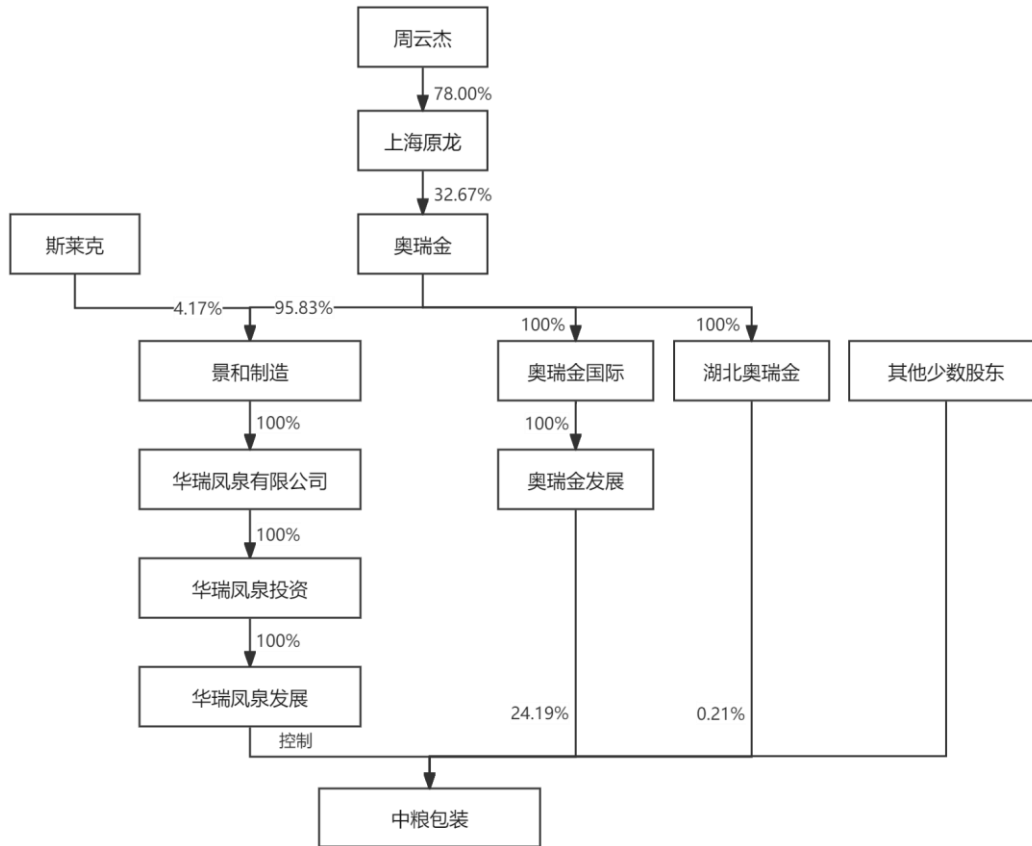 周云杰
78.00%
上海原龙
32.67%
斯莱克
奥瑞金
4.17%
95.83%
100%
100%
景和制造
奥瑞金国际
湖北奥瑞金
其他少数股东
100%
100%
华瑞凤泉有限公司
奥瑞金发展
100%
华瑞凤泉投资
100%
华瑞凤泉发展
24.19%
0.21%
控制
中粮包装